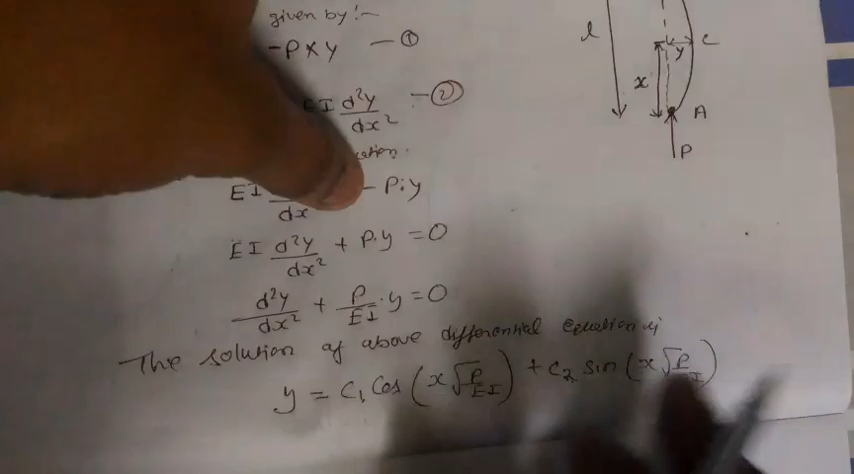 given by:-
-P×y —①
EI d²y/dx² —②
EI dx - P.y
EI d²y/dx² + P.y = 0
d²y/dx² + P/EI . y = 0
The solution of above differential equation is
y = C₁ Cos (x√P/EI) + C₂ sin (x√P/EI)
l
y
c
x
A
P